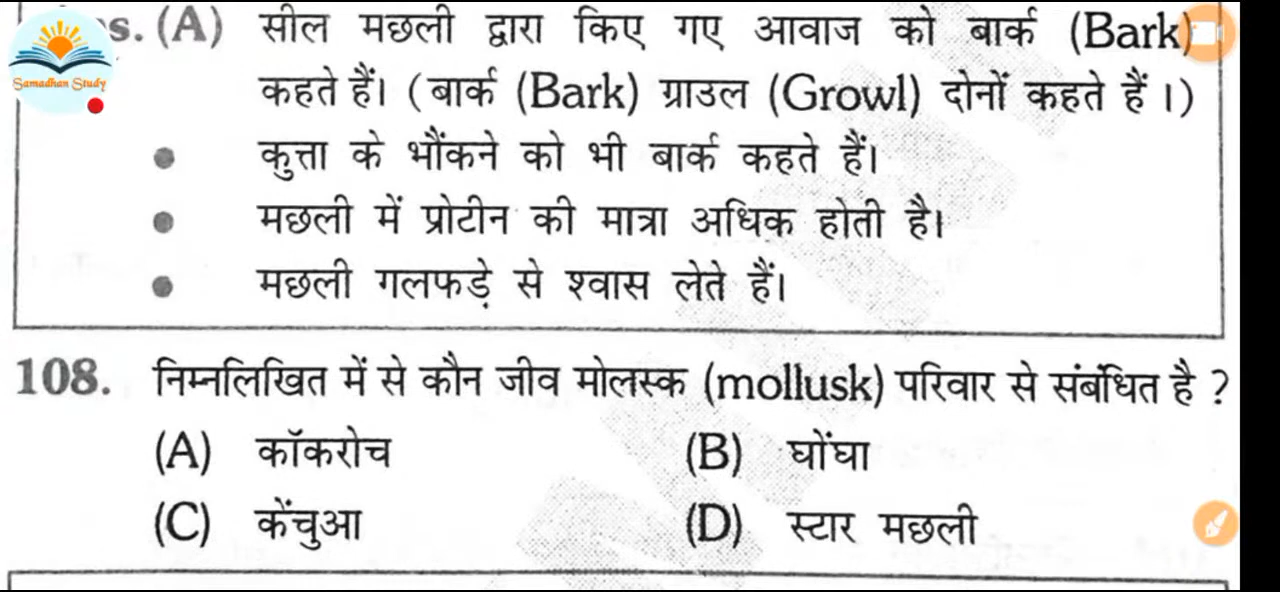 s. (A) सील मछली द्वारा किए गए आवाज को बार्क (Bark)
Samadhan Study
कहते हैं। (बार्क (Bark) ग्राउल (Growl) दोनों कहते हैं।)
कुत्ता के भौंकने को भी बार्क कहते हैं।
मछली में प्रोटीन की मात्रा अधिक होती है।
मछली गलफड़े से श्वास लेते हैं।
108. निम्नलिखित में से कौन जीव मोलस्क (mollusk) परिवार से संबंधित है ?
(A) कॉकरोच (B) घोंघा
(C) केंचुआ (D) स्टार मछली